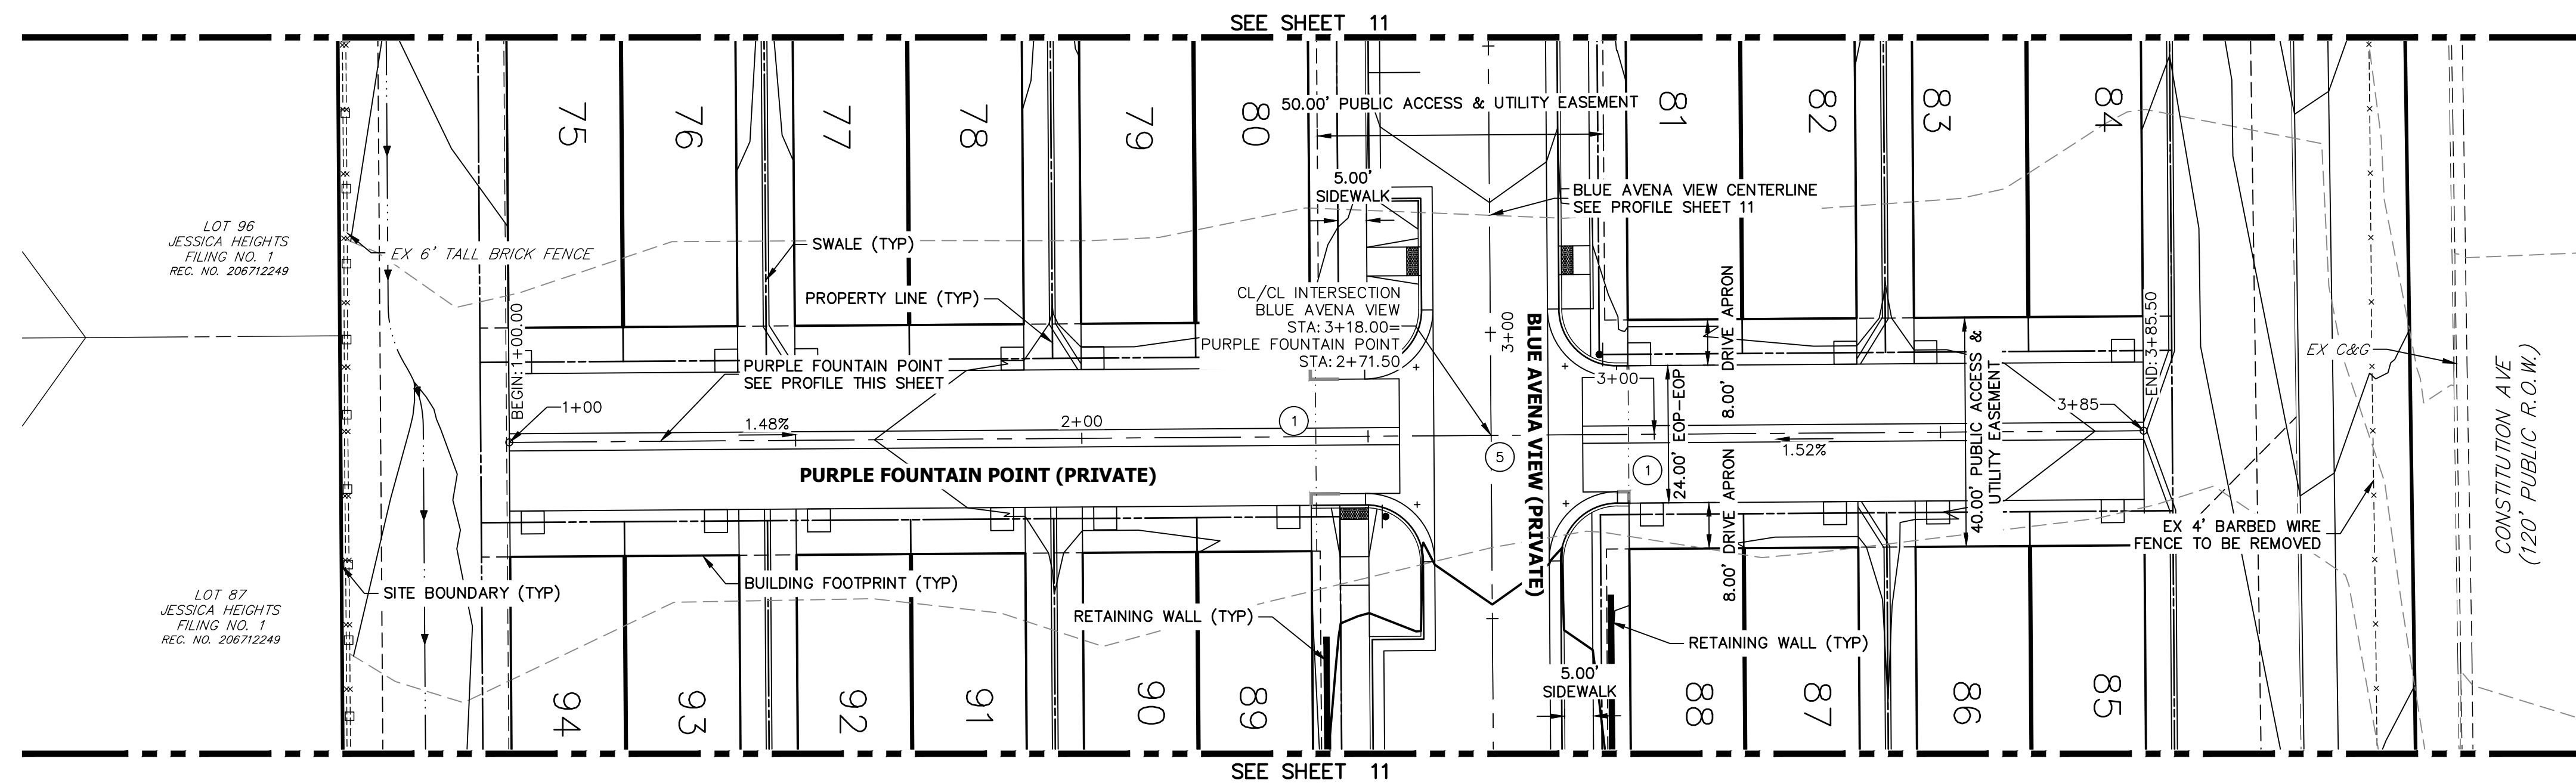 SEE SHEET 11
75
76
77
78
79
80
81
82
83
84
50.00' PUBLIC ACCESS & UTILITY EASEMENT
5.00'
SIDEWALK
BLUE AVENA VIEW CENTERLINE
SEE PROFILE SHEET 11
LOT 96
JESSICA HEIGHTS
FILING NO. 1
REC. NO. 206712249
EX 6' TALL BRICK FENCE
SWALE (TYP)
PROPERTY LINE (TYP)
CL/CL INTERSECTION
BLUE AVENA VIEW
STA: 3+18.00=
PURPLE FOUNTAIN POINT
STA: 2+71.50
3+00
BEGIN: 1+00.00
PURPLE FOUNTAIN POINT
SEE PROFILE THIS SHEET
8.00' DRIVE APRON
END: 3+85.50
EX C&G
CONSTITUTION AVE
(120' PUBLIC R.O.W.)
1+00
1.48%
2+00
1
5
1
3+00
24.00' EOP-EOP
40.00' PUBLIC ACCESS &
UTILITY EASEMENT
3+85
1.52%
PURPLE FOUNTAIN POINT (PRIVATE)
BLUE AVENA VIEW (PRIVATE)
8.00' DRIVE APRON
EX 4' BARBED WIRE
FENCE TO BE REMOVED
LOT 87
JESSICA HEIGHTS
FILING NO. 1
REC. NO. 206712249
SITE BOUNDARY (TYP)
BUILDING FOOTPRINT (TYP)
RETAINING WALL (TYP)
RETAINING WALL (TYP)
5.00'
SIDEWALK
94
93
92
91
90
89
88
87
86
85
SEE SHEET 11